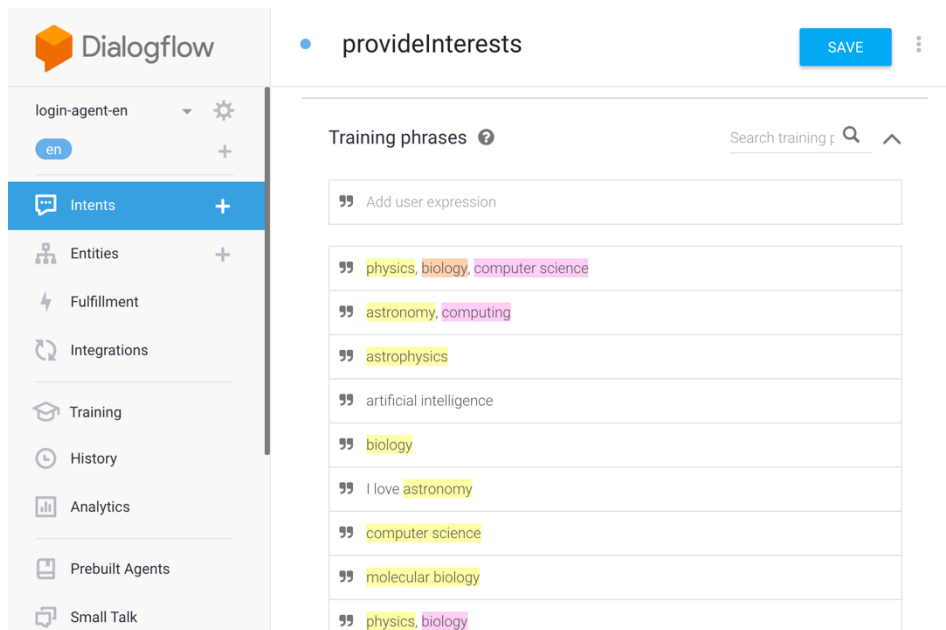 Dialogflow
provideInterests
SAVE
login-agent-en
en
Intents
Entities
Fulfillment
Integrations
Training
History
Analytics
Prebuilt Agents
Small Talk
Training phrases
Search training p
Add user expression
physics, biology, computer science
astronomy, computing
astrophysics
artificial intelligence
biology
I love astronomy
computer science
molecular biology
physics, biology